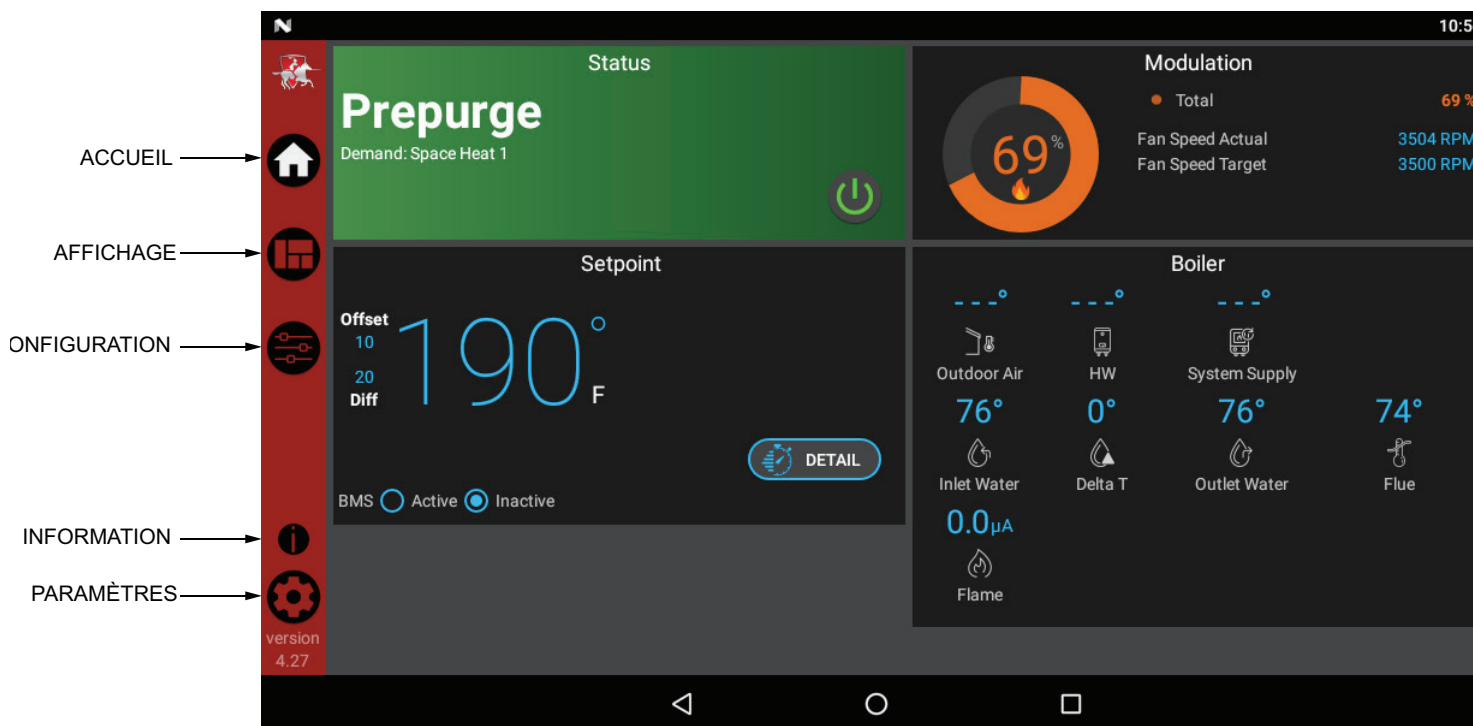 10:5
Status
Prepurge
Demand: Space Heat 1
Modulation
69 %
Total 69 %
Fan Speed Actual 3504 RPM
Fan Speed Target 3500 RPM
ACCUEIL
AFFICHAGE
ONFIGURATION
INFORMATION
PARAMÈTRES
version
4.27
Setpoint
Offset
10
20
Diff
190° F
DETAIL
BMS Active Inactive
Boiler
- - -° - - -° - - -°
Outdoor Air HW System Supply
76° 0° 76° 74°
Inlet Water Delta T Outlet Water Flue
0.0µA
Flame